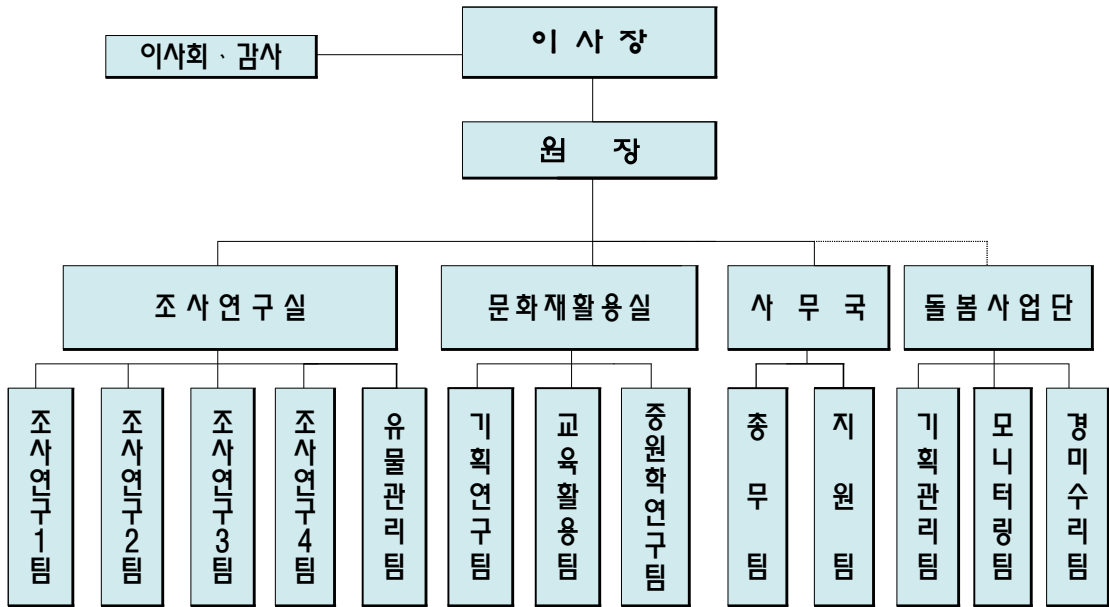 이 사 장
이사회ㆍ감사
원 장
조 사 연 구 실
문 화 재 활 용 실
사 무 국
돌 봄 사 업 단
조사연구1팀
조사연구2팀
조사연구3팀
조사연구4팀
유물관리팀
기획연구팀
교육활용팀
중원학연구팀
총무팀
지원팀
기획관리팀
모니터링팀
경미수리팀